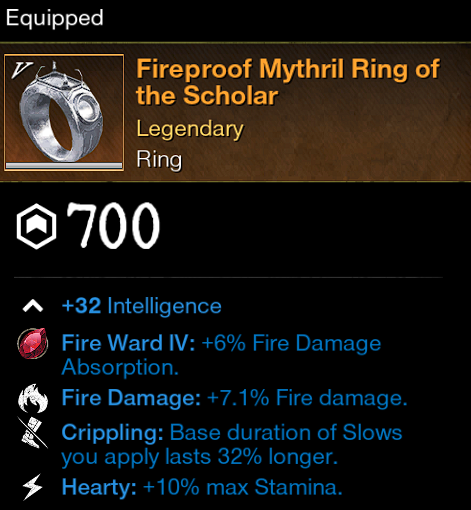 Equipped
V
Fireproof Mythril Ring of
the Scholar
Legendary
Ring
700
+32 Intelligence
Fire Ward IV: +6% Fire Damage
Absorption.
Fire Damage: +7.1% Fire damage.
Crippling: Base duration of Slows
you apply lasts 32% longer.
Hearty: +10% max Stamina.